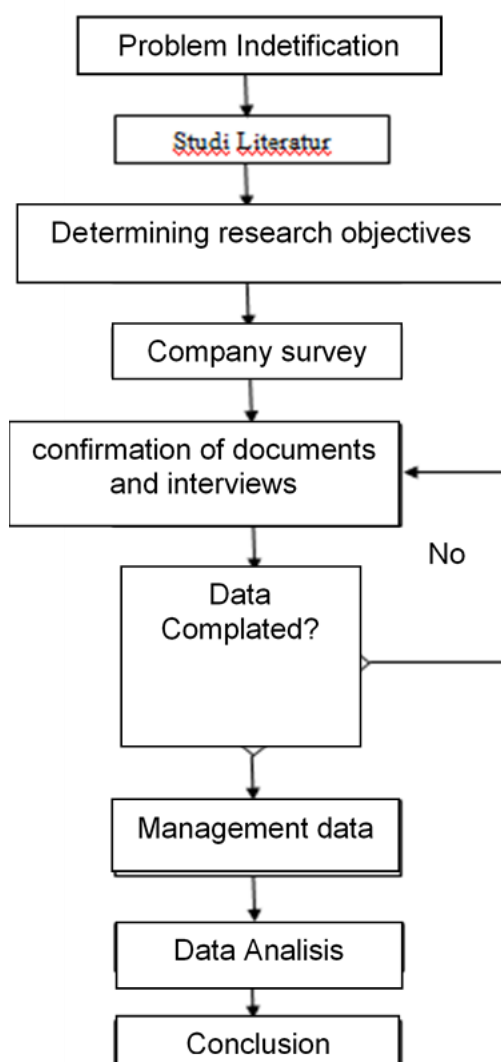 Problem Indetification
Studi Literatur
Determining research objectives
Company survey
confirmation of documents
and interviews
No
Data
Complated?
Management data
Data Analisis
Conclusion